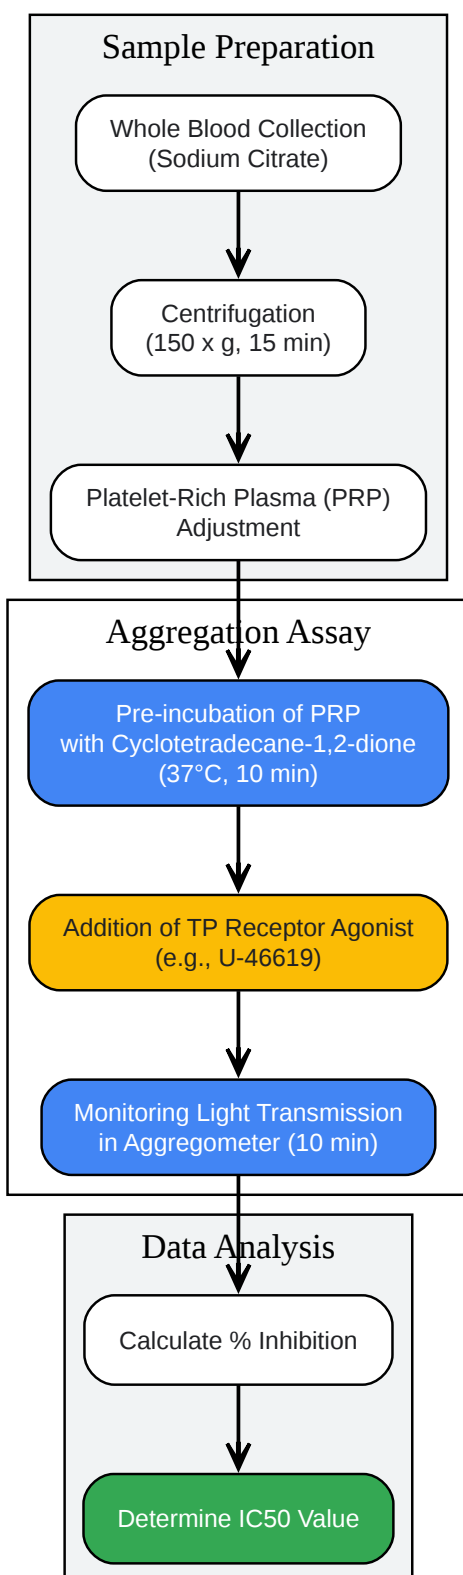 Sample Preparation
Whole Blood Collection
(Sodium Citrate)
Centrifugation
(150 x g, 15 min)
Platelet-Rich Plasma (PRP)
Adjustment
Aggregation Assay
Pre-incubation of PRP
with Cyclotetradecane-1,2-dione
(37°C, 10 min)
Addition of TP Receptor Agonist
(e.g., U-46619)
Monitoring Light Transmission
in Aggregometer (10 min)
Data Analysis
Calculate % Inhibition
Determine IC50 Value